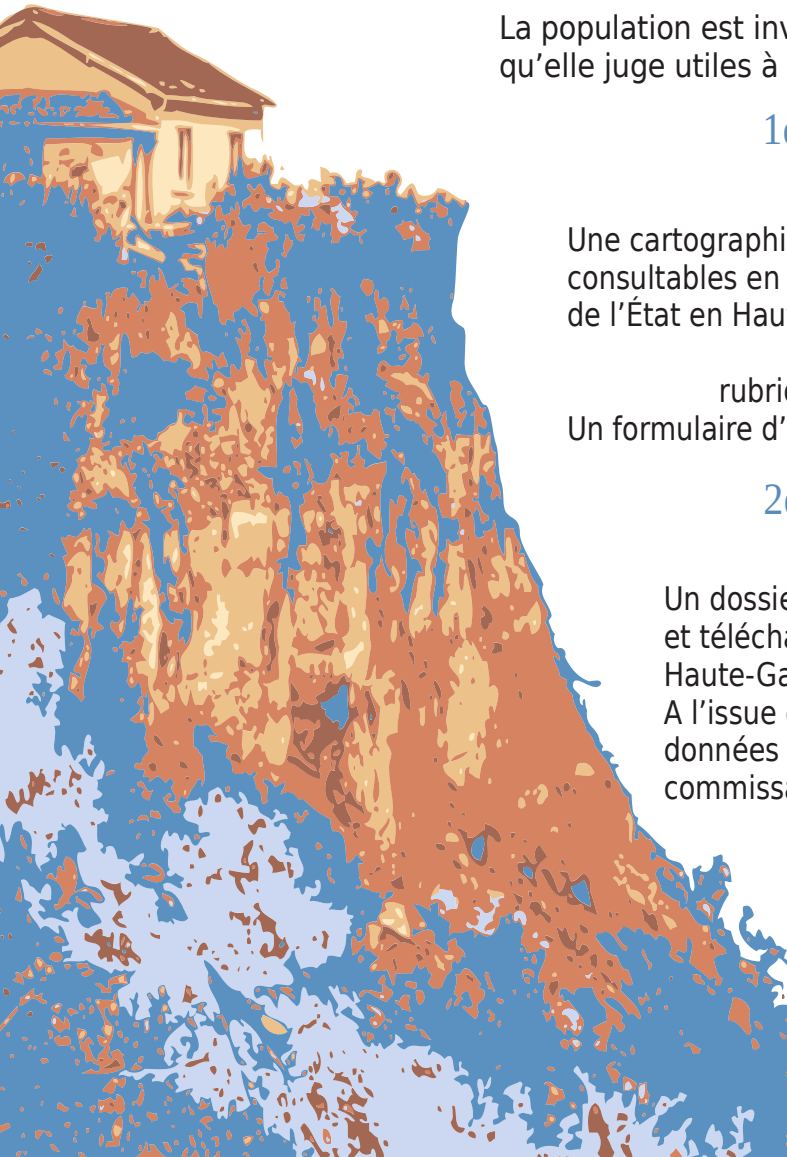 La population est inv
qu’elle juge utiles à
1
Une cartographi
consultables en
de l’État en Hau
rubri
Un formulaire d’
2
Un dossie
et télécha
Haute-Ga
A l’issue
données
commissa